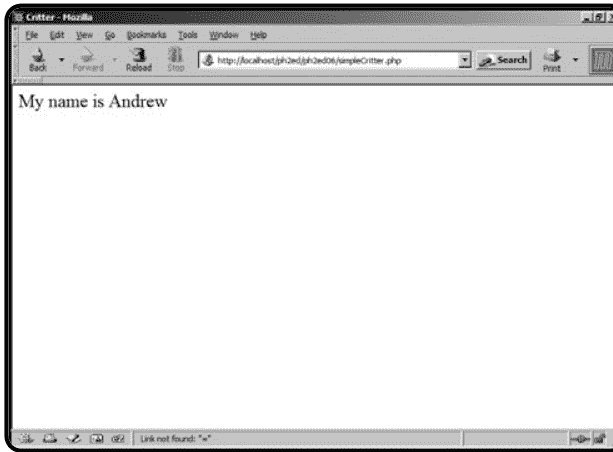 Critter - Mozilla
File Edit View Go Bookmarks Tools Window Help
Back Forward Reload Stop http://localhost/ph2ed/ph2ed06/simpleCritter.php Search Print
My name is Andrew
Link not found: "="